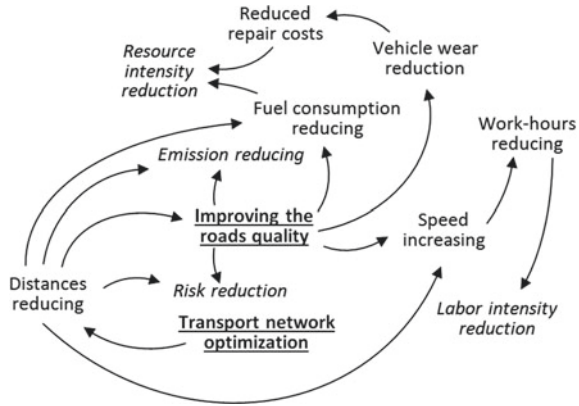 Reduced
repair costs
Resource
intensity
reduction
Vehicle wear
reduction
Fuel consumption
reducing
Work-hours
reducing
Emission reducing
Improving the
roads quality
Speed
increasing
Distances
reducing
Risk reduction
Labor intensity
reduction
Transport network
optimization